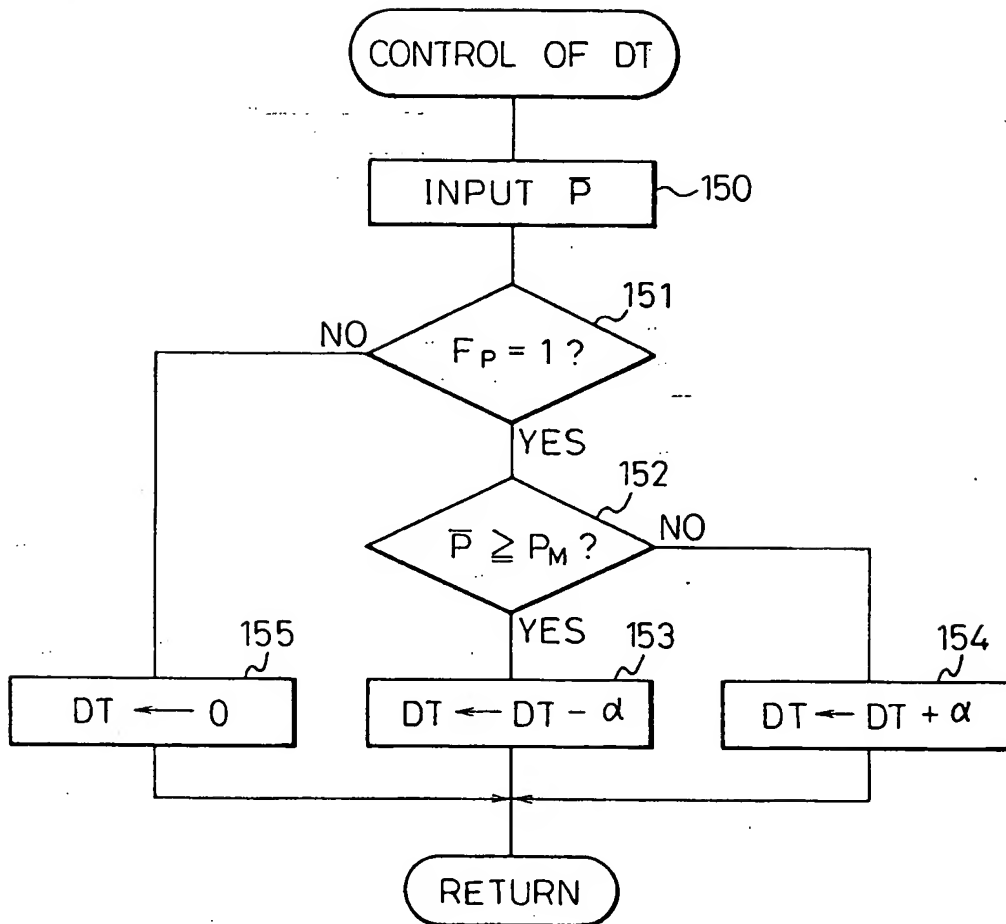 CONTROL OF DT
INPUT P̅
150
151
NO
F_P = 1 ?
YES
152
P̅ ≧ P_M ?
NO
YES
155
153
154
DT ← 0
DT ← DT - α
DT ← DT + α
RETURN